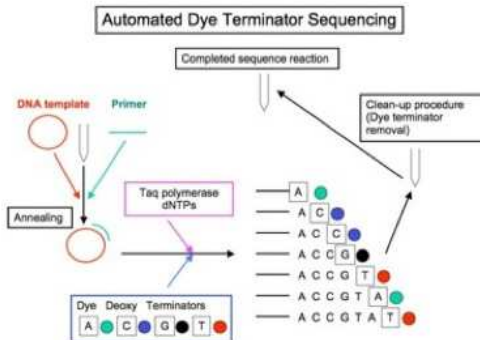 Automated Dye Terminator Sequencing
Completed sequence reaction
DNA template
Primer
Clean-up procedure
(Dye terminator
removal)
Annealing
Taq polymerase
dNTPs
Dye Deoxy Terminators
A C G T
A
A C
A C C
A C C G
A C C G T
A C C G T A
A C C G T A T